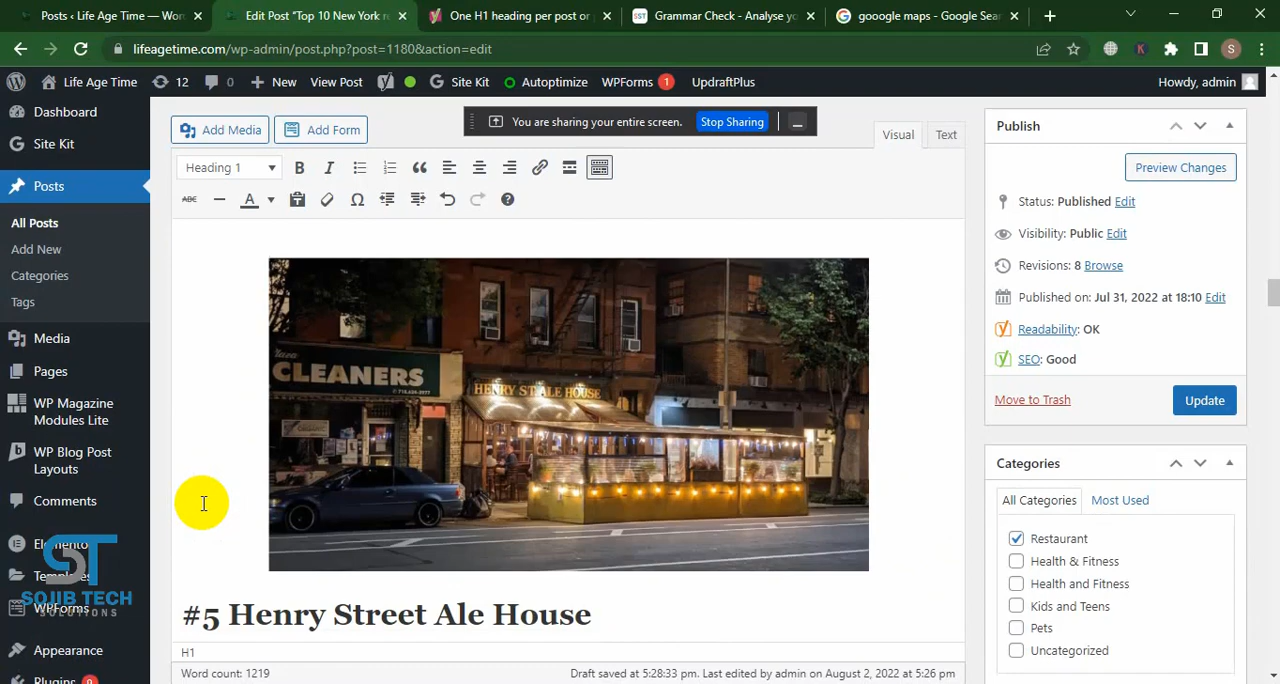 Posts ‹ Life Age Time — Wor
Edit Post "Top 10 New York re
One H1 heading per post or
Grammar Check - Analyse yo
gooogle maps - Google Sear
lifeagetime.com/wp-admin/post.php?post=1180&action=edit
S
Life Age Time
12
0
New
View Post
Site Kit
Autoptimize
WPForms 1
UpdraftPlus
Howdy, admin
Dashboard
Site Kit
Posts
All Posts
Add New
Categories
Tags
Media
Pages
WP Magazine
Modules Lite
WP Blog Post
Layouts
Comments
Elemento
Templates
WPForms
ST
SOJIB TECH
SOLUTIONS
Appearance
Plugins
Add Media
Add Form
You are sharing your entire screen.
Stop Sharing
Visual
Text
Heading 1
B
I
ABC
A
CLEANERS
HENRY ST. ALE HOUSE
#5 Henry Street Ale House
H1
Word count: 1219
Draft saved at 5:28:33 pm. Last edited by admin on August 2, 2022 at 5:26 pm
Publish
Preview Changes
Status: Published Edit
Visibility: Public Edit
Revisions: 8 Browse
Published on: Jul 31, 2022 at 18:10 Edit
Readability: OK
SEO: Good
Move to Trash
Update
Categories
All Categories
Most Used
Restaurant
Health & Fitness
Health and Fitness
Kids and Teens
Pets
Uncategorized